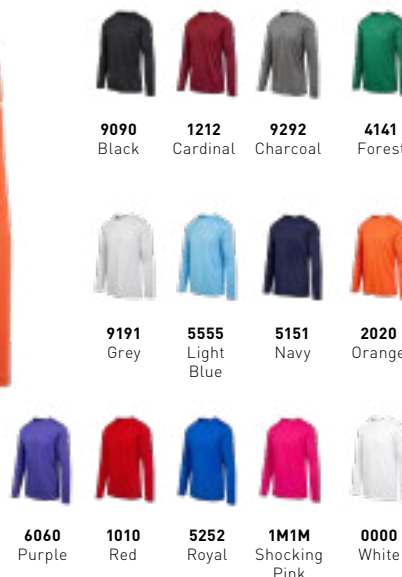 9090 1212 9292 4141
Black Cardinal Charcoal Forest
9191 5555 5151 2020
Grey Light Navy Orange
Blue
6060 1010 5252 1M1M 0000
Purple Red Royal Shocking White
Pink